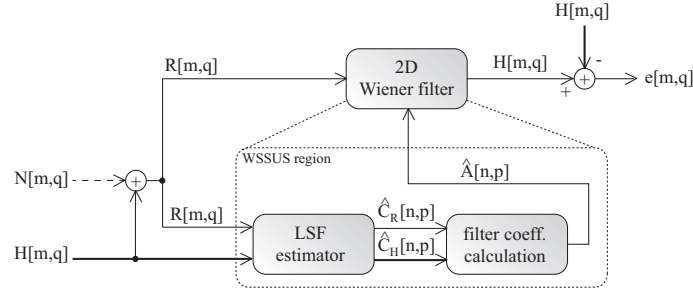 H[m,q]
R[m,q]
2D
Wiener filter
H[m,q]
-
+
e[m,q]
WSSUS region
N[m,q]
+
Â[n,p]
R[m,q]
LSF
estimator
Ĉ_R[n,p]
Ĉ_H[n,p]
filter coeff.
calculation
H[m,q]
+